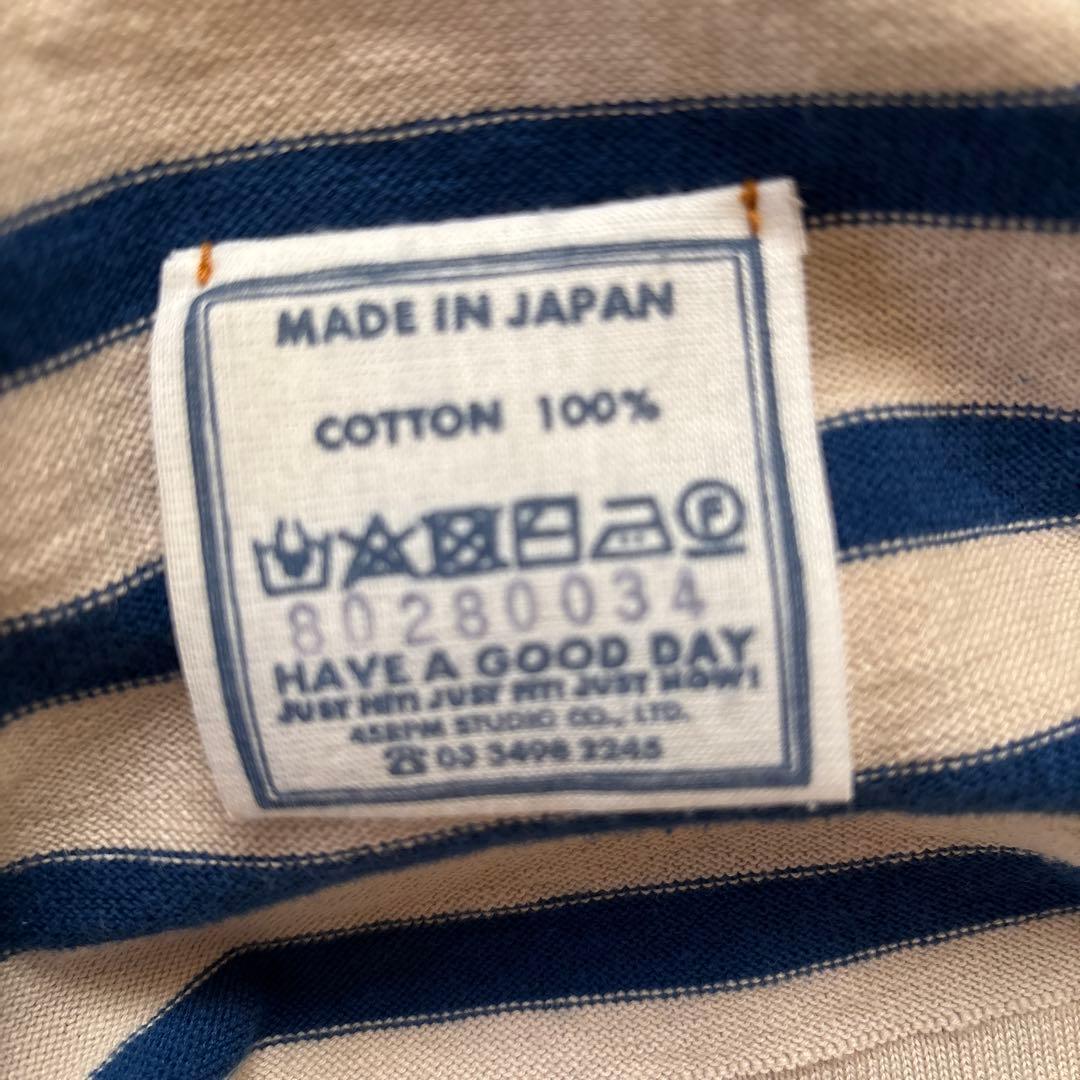 MADE IN JAPAN
COTTON 100%
F
80280034
HAVE A GOOD DAY
JUST HIT! JUST FIT! JUST NOW!
45RPM STUDIO CO., LTD.
☎ 03 3498 2245